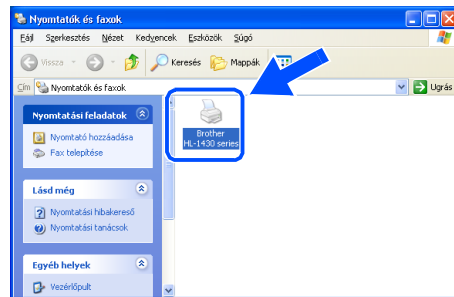 Nyomtatók és faxok
Fájl Szerkesztés Nézet Kedvencek Eszközök Súgó
Vissza Keresés Mappák
Cím Nyomtatók és faxok Ugrás
Nyomtatási feladatok
Nyomtató hozzáadása
Fax telepítése
Brother
HL-1430 series
Lásd még
Nyomtatási hibakereső
Nyomtatási tanácsok
Egyéb helyek
Vezérlőpult